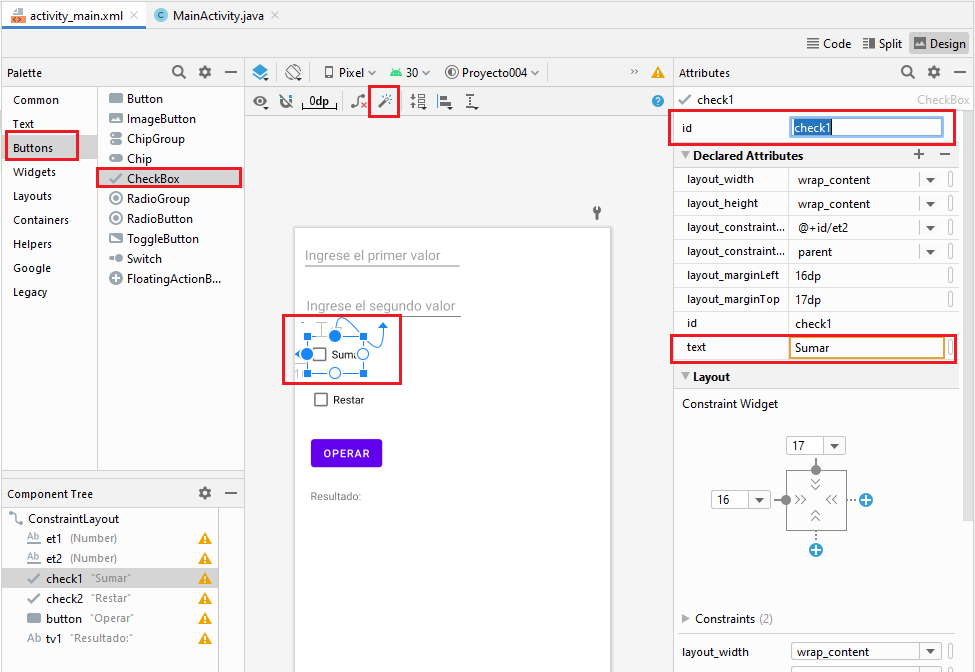 activity_main.xml MainActivity.java
Code Split Design
Palette
Pixel 30 Proyecto004 »
Attributes
Common
Text
Buttons
Widgets
Layouts
Containers
Helpers
Google
Legacy
Button
ImageButton
ChipGroup
Chip
CheckBox
RadioGroup
RadioButton
ToggleButton
Switch
FloatingActionB...
0dp
Ingrese el primer valor
Ingrese el segundo valor
Suma
Restar
OPERAR
Resultado:
check1 CheckBox
id check1
Declared Attributes
layout_width wrap_content
layout_height wrap_content
layout_constraint... @+id/et2
layout_constraint... parent
layout_marginLeft 16dp
layout_marginTop 17dp
id check1
text Sumar
Layout
Constraint Widget
17
16
Constraints (2)
layout_width wrap_content
Component Tree
ConstraintLayout
Ab et1 (Number)
Ab et2 (Number)
check1 "Sumar"
check2 "Restar"
button "Operar"
Ab tv1 "Resultado:"